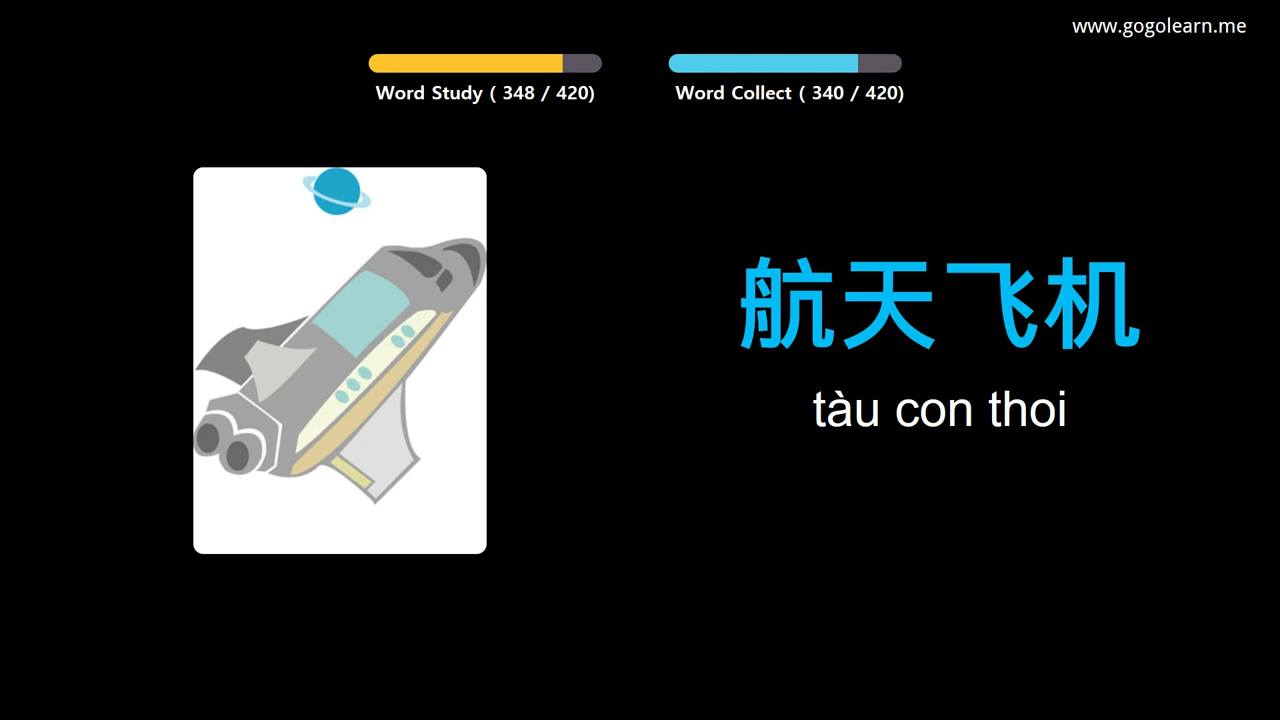 www.gogolearn.me
Word Study ( 348 / 420)
Word Collect ( 340 / 420)
航天飞机
tàu con thoi